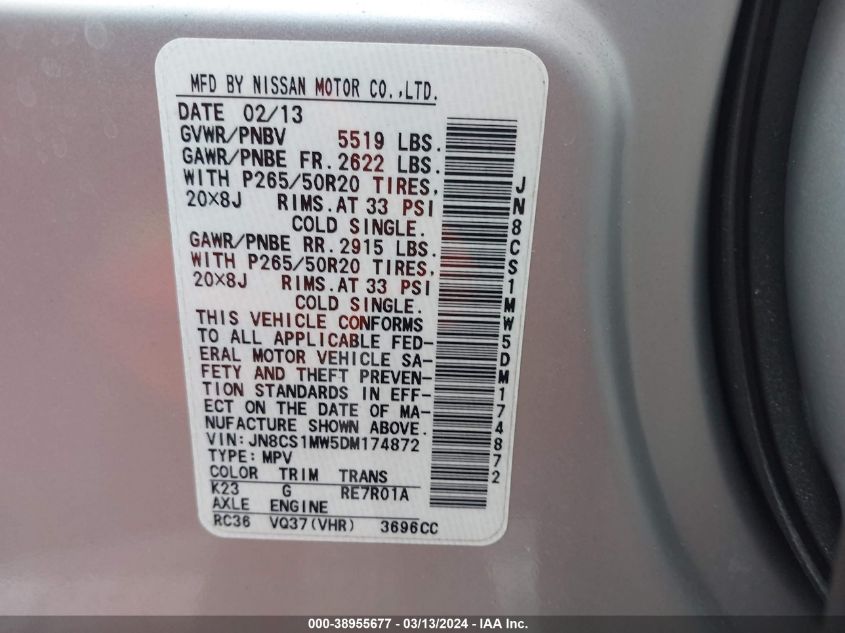 MFD BY NISSAN MOTOR CO.,LTD.
DATE 02/13
GVWR/PNBV 5519 LBS.
GAWR/PNBE FR. 2622 LBS.
WITH P265/50R20 TIRES,
20×8J RIMS. AT 33 PSI
COLD SINGLE.
GAWR/PNBE RR. 2915 LBS.
WITH P265/50R20 TIRES,
20×8J RIMS. AT 33 PSI
COLD SINGLE.
THIS VEHICLE CONFORMS
TO ALL APPLICABLE FED-
ERAL MOTOR VEHICLE SA-
FETY AND THEFT PREVEN-
TION STANDARDS IN EFF-
ECT ON THE DATE OF MA-
NUFACTURE SHOWN ABOVE.
VIN: JN8CS1MW5DM174872
TYPE: MPV
COLOR TRIM TRANS
K23 G RE7R01A
AXLE ENGINE
RC36 VQ37(VHR) 3696CC
JN8CS1MW5DM174872
000-38955677 - 03/13/2024 - IAA Inc.